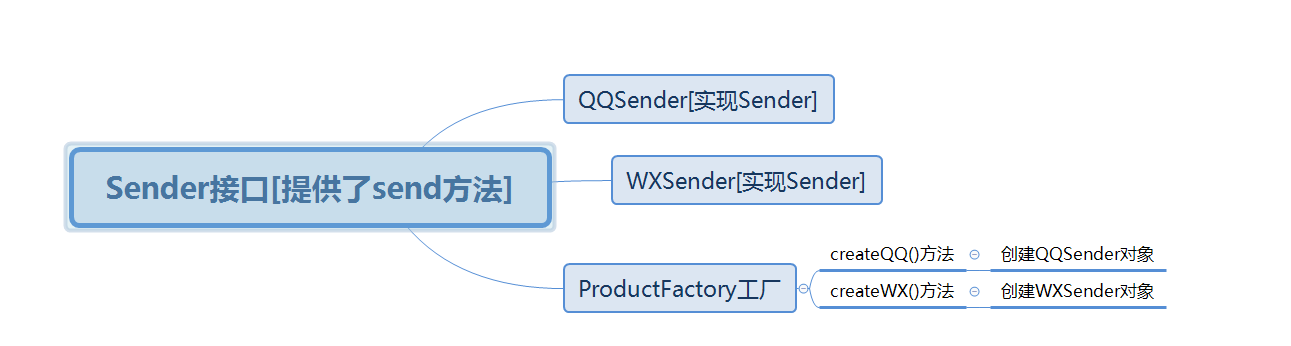 QQSender[实现Sender]
Sender接口[提供了send方法]
WXSender[实现Sender]
ProductFactory工厂
createQQ()方法
创建QQSender对象
createWX()方法
创建WXSender对象